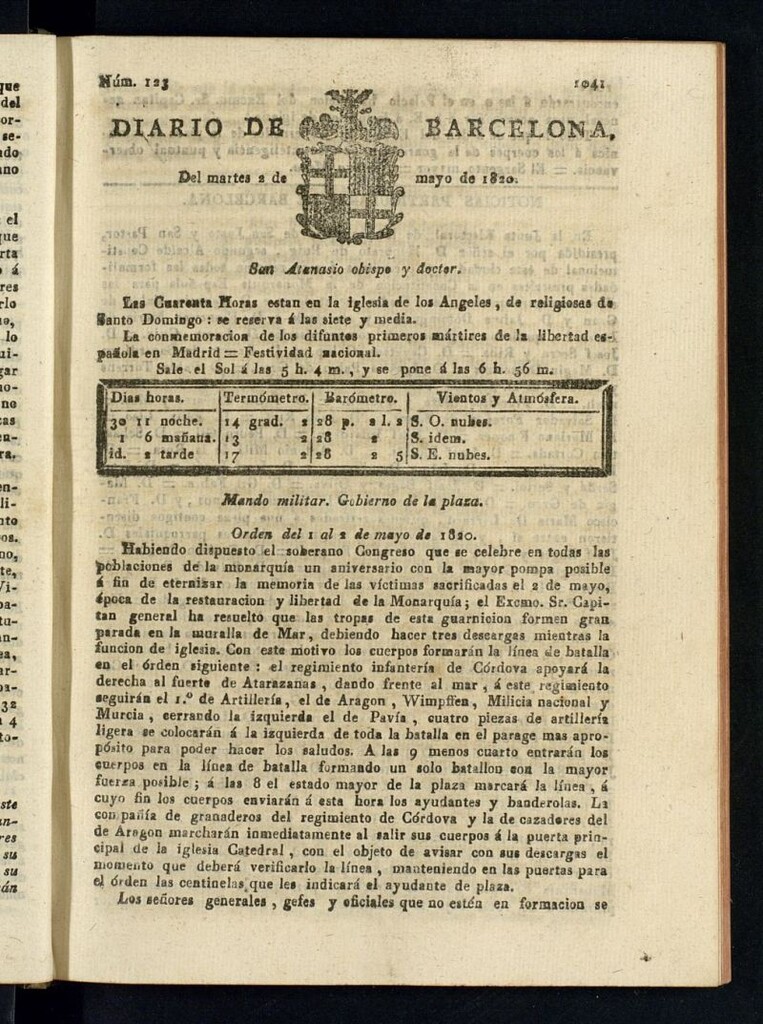 Núm. 123 1041
DIARIO DE BARCELONA,
Del martes 2 de mayo de 1820.
San Atanasio obispo y doctor.
Las Cuarenta Horas estan en la iglesia de los Angeles, de religiosas de
Santo Domingo: se reserva á las siete y media.
La conmemoracion de los difuntos primeros mártires de la libertad es-
pañola en Madrid = Festividad nacional.
Sale el Sol á las 5 h. 4 m., y se pone á las 6 h. 56 m.
Dias horas. Termómetro. Barómetro. Vientos y Atmósfera.
30 11 noche. 14 grad. 2 28 p. 2 l. 2 S. O. nubes.
1 6 mañana. 13 2 28 2 S. idem.
id. 2 tarde 17 2 28 2 5 S. E. nubes.
Mando militar. Gobierno de la plaza.
Orden del 1 al 2 de mayo de 1820.
Habiendo dispuesto el soberano Congreso que se celebre en todas las
poblaciones de la monarquía un aniversario con la mayor pompa posible
á fin de eternizar la memoria de las víctimas sacrificadas el 2 de mayo,
época de la restauracion y libertad de la Monarquía; el Excmo. Sr. Capi-
tan general ha resuelto que las tropas de esta guarnicion formen gran
parada en la muralla de Mar, debiendo hacer tres descargas mientras la
funcion de iglesia. Con este motivo los cuerpos formarán la línea de batalla
en el órden siguiente: el regimiento infantería de Córdova apoyará la
derecha al fuerte de Atarazanas, dando frente al mar, á este regimiento
seguirán el 1.º de Artillería, el de Aragon, Wimpffen, Milicia nacional y
Murcia, cerrando la izquierda el de Pavía, cuatro piezas de artillería
ligera se colocarán á la izquierda de toda la batalla en el parage mas apro-
pósito para poder hacer los saludos. A las 9 menos cuarto entrarán los
cuerpos en la línea de batalla formando un solo batallon con la mayor
fuerza posible; á las 8 el estado mayor de la plaza marcará la línea, á
cuyo fin los cuerpos enviarán á esta hora los ayudantes y banderolas. La
compañía de granaderos del regimiento de Córdova y la de cazadores del
de Aragon marcharán inmediatamente al salir sus cuerpos á la puerta prin-
cipal de la iglesia Catedral, con el objeto de avisar con sus descargas el
momento que deberá verificarlo la línea, manteniendo en las puertas para
el órden las centinelas que les indicará el ayudante de plaza.
Los señores generales, gefes y oficiales que no estén en formacion se